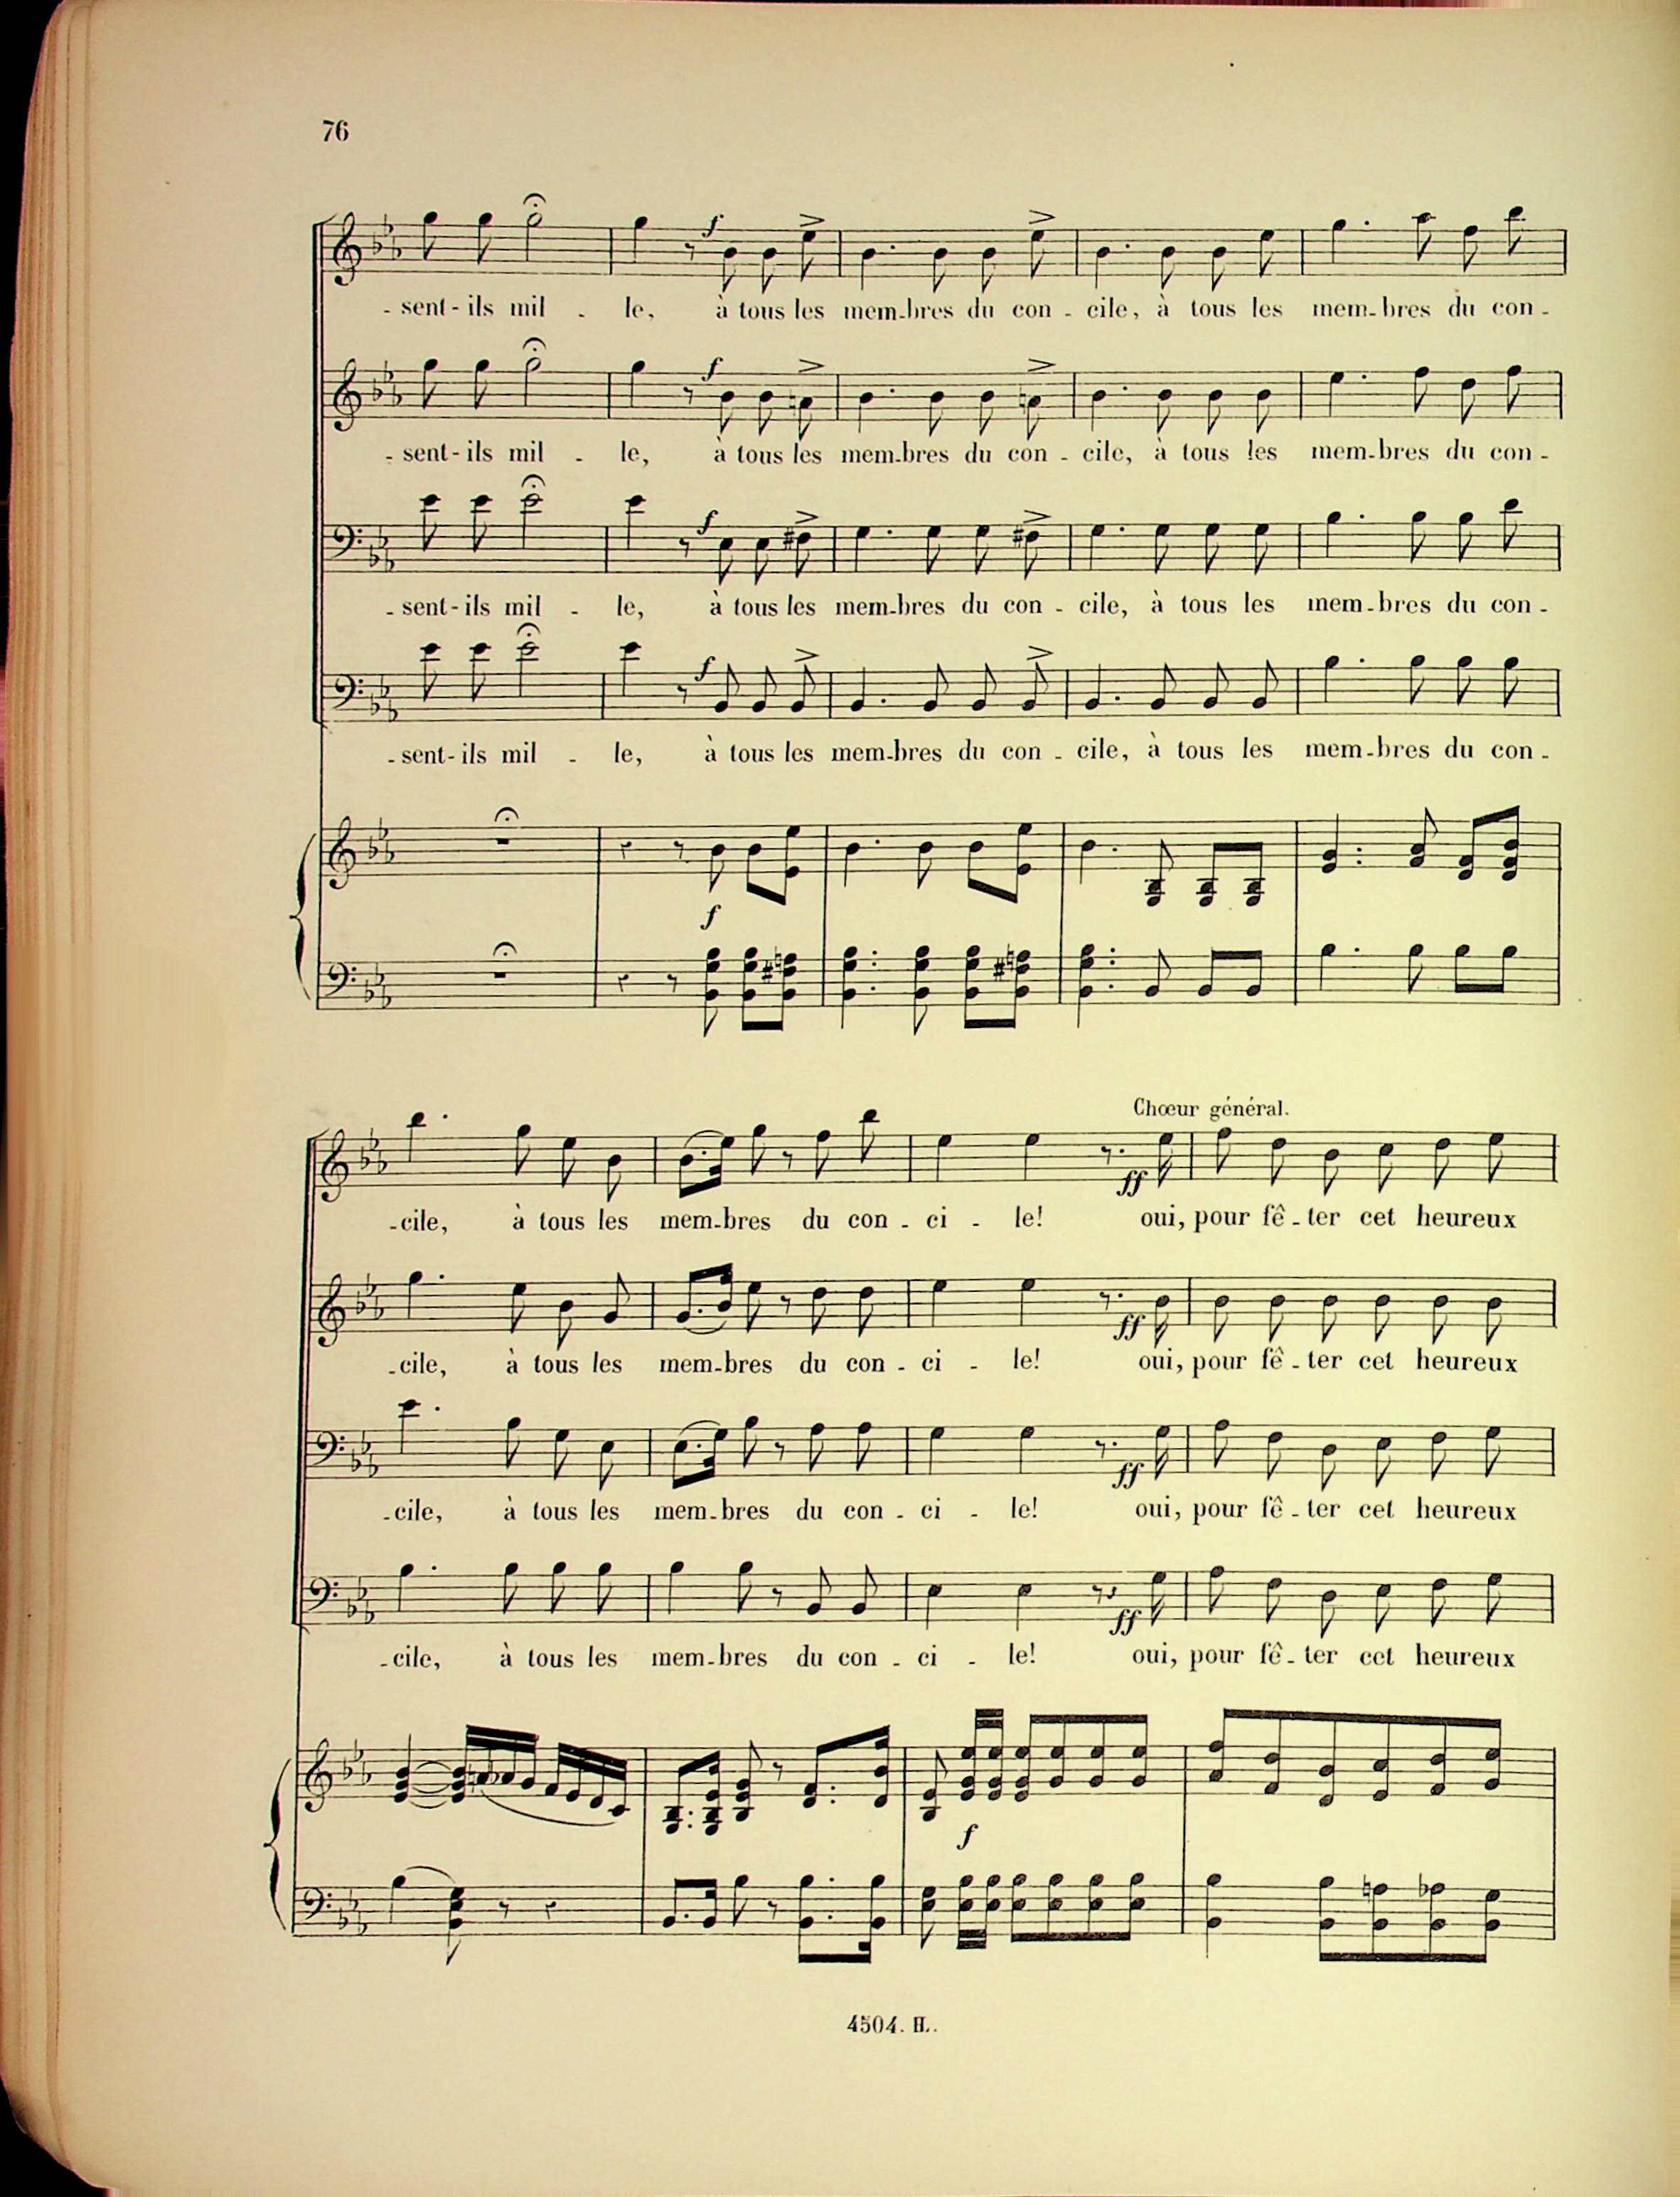 76
f
- sent - ils mil - le, à tous les mem-bres du con - cile, à tous les mem-bres du con -
f
- sent - ils mil - le, à tous les mem-bres du con - cile, à tous les mem-bres du con -
f
- sent - ils mil - le, à tous les mem-bres du con - cile, à tous les mem-bres du con -
f
- sent - ils mil - le, à tous les mem-bres du con - cile, à tous les mem-bres du con -
f
Chœur général.
ff
- cile, à tous les mem-bres du con - ci - le! oui, pour fê - ter cet heureux
ff
- cile, à tous les mem-bres du con - ci - le! oui, pour fê - ter cet heureux
ff
- cile, à tous les mem-bres du con - ci - le! oui, pour fê - ter cet heureux
ff
- cile, à tous les mem-bres du con - ci - le! oui, pour fê - ter cet heureux
f
4504. H.